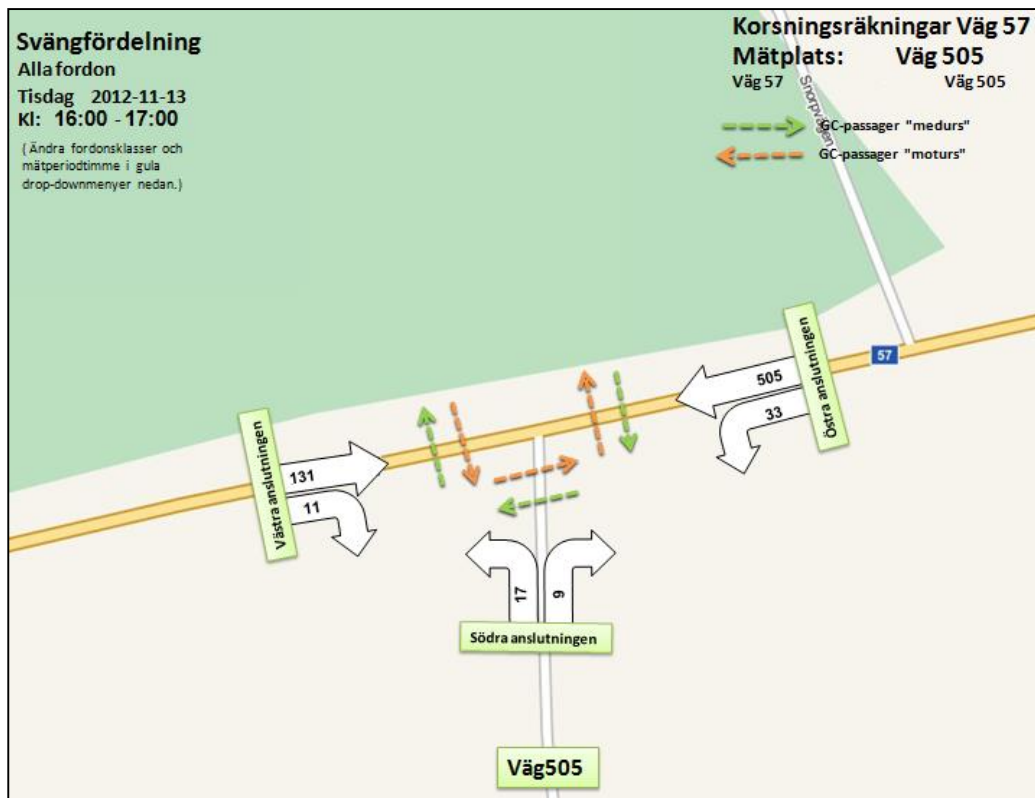 Svängfördelning
Alla fordon
Tisdag 2012-11-13
Kl: 16:00 - 17:00
(Ändra fordonsklasser och
mätperiodtimme i gula
drop-downmenyer nedan.)
Korsningsräkningar Väg 57
Mätplats: Väg 505
Väg 57 Väg 505
Snorpvägen
GC-passager "medurs"
GC-passager "moturs"
57
Östra anslutningen
505
33
Västra anslutningen
131
11
17
9
Södra anslutningen
Väg505